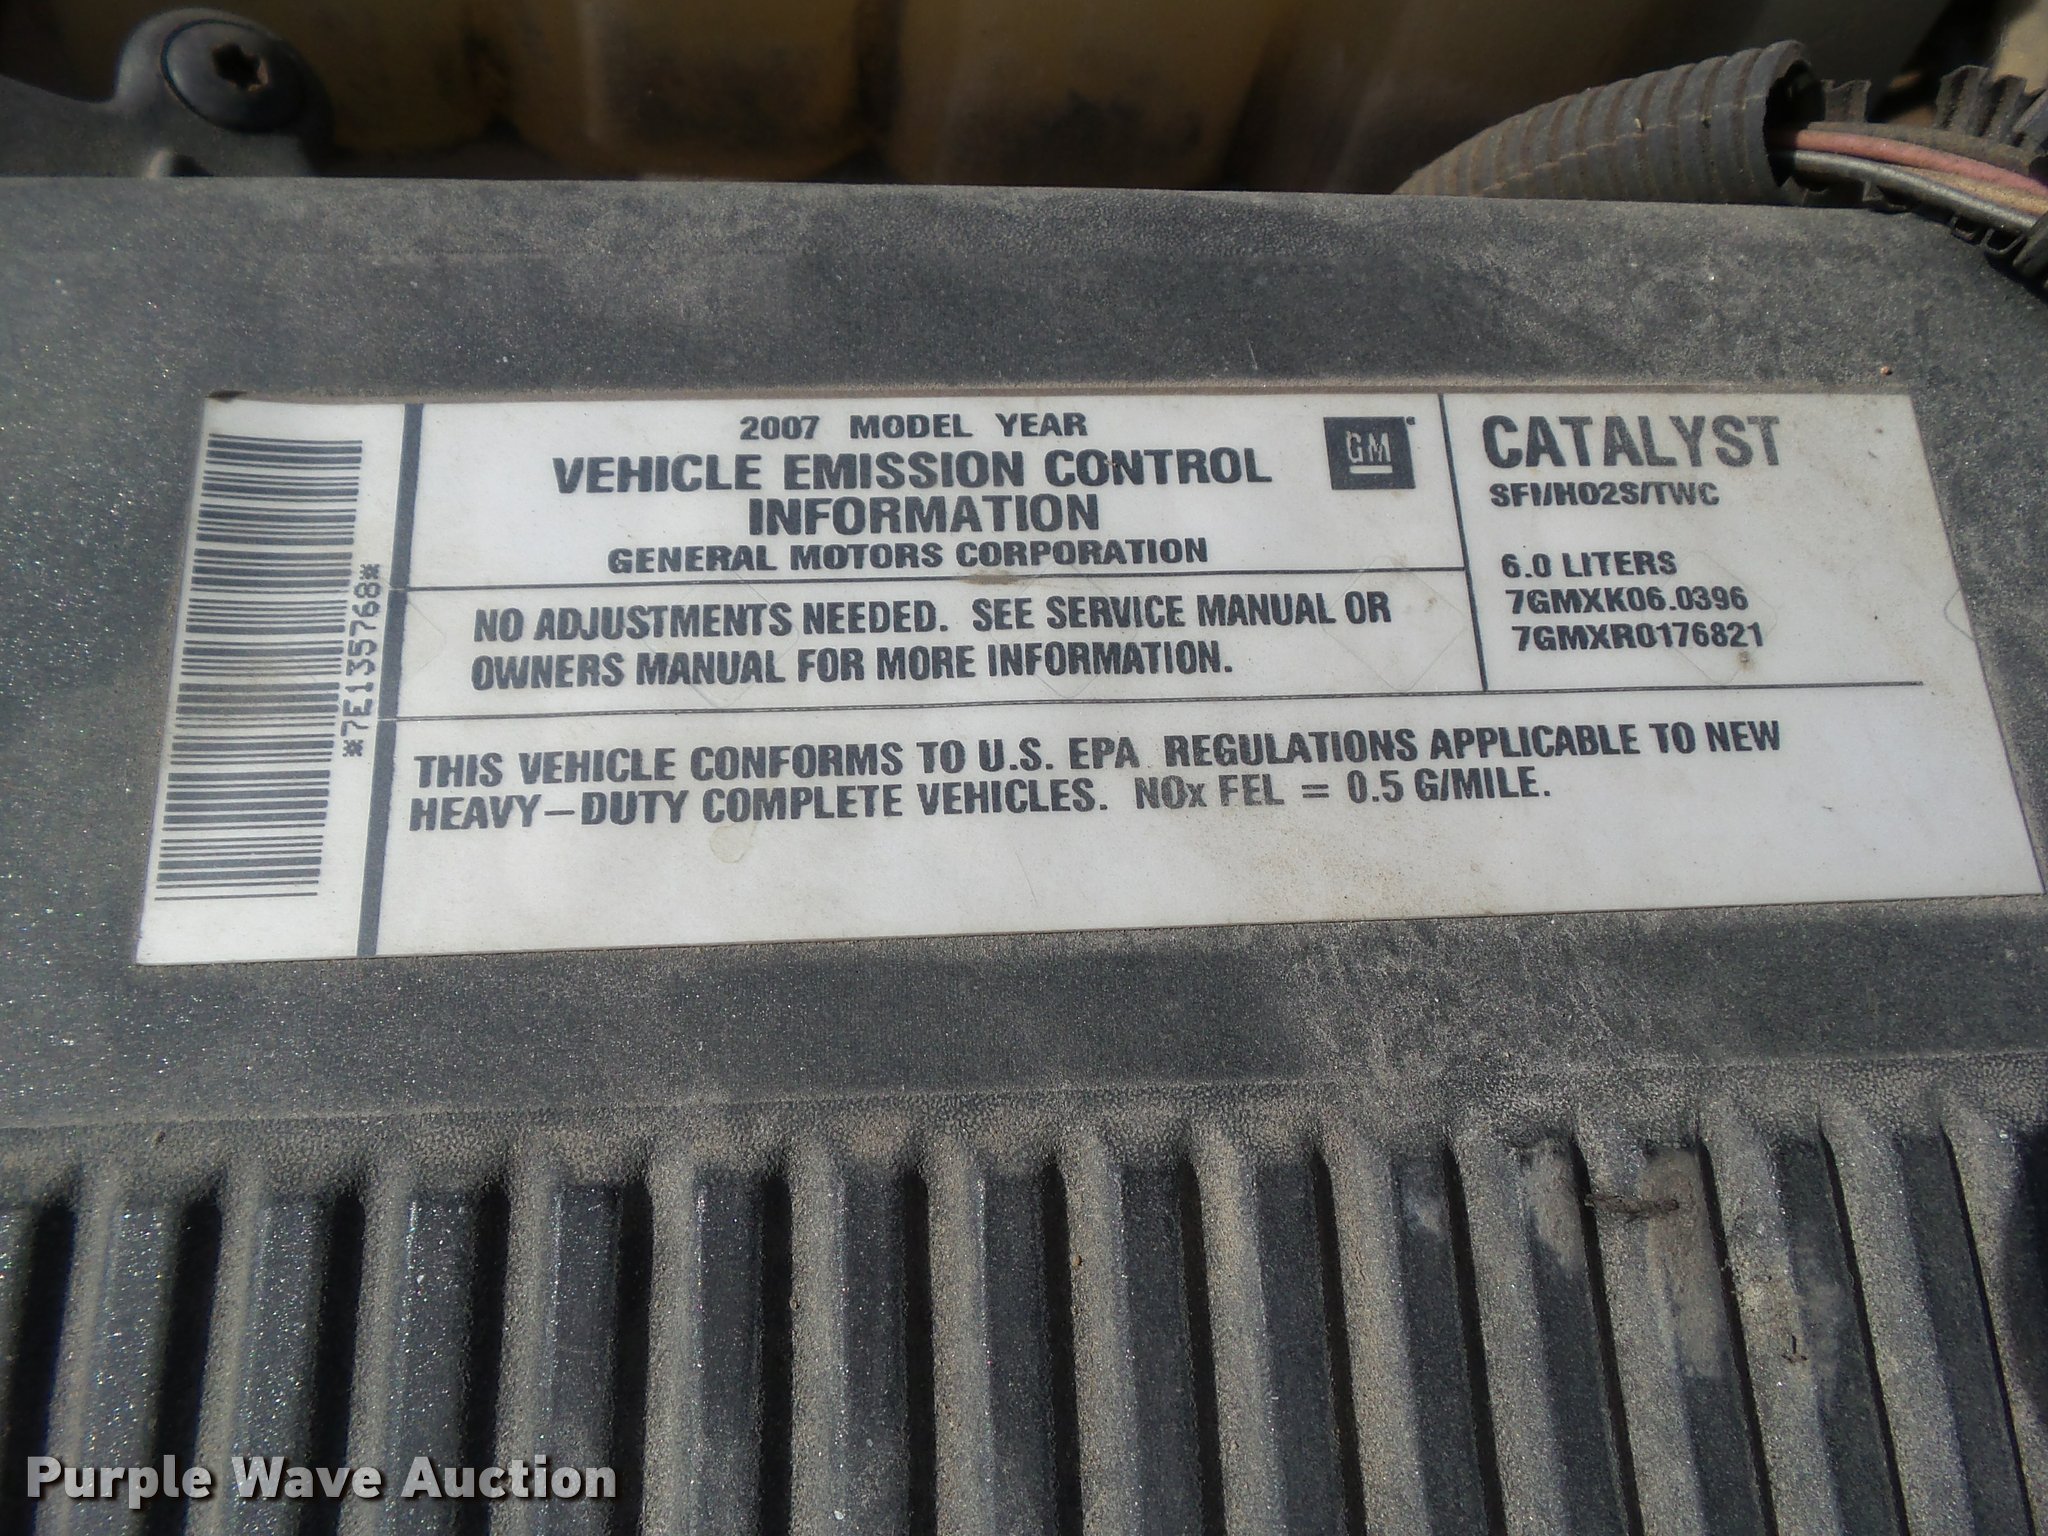 2007 MODEL YEAR
VEHICLE EMISSION CONTROL
INFORMATION
GENERAL MOTORS CORPORATION
GM
CATALYST
SFI/HO2S/TWC
6.0 LITERS
7GMXK06.0396
7GMXR0176821
NO ADJUSTMENTS NEEDED. SEE SERVICE MANUAL OR
OWNERS MANUAL FOR MORE INFORMATION.
THIS VEHICLE CONFORMS TO U.S. EPA REGULATIONS APPLICABLE TO NEW
HEAVY-DUTY COMPLETE VEHICLES. NOx FEL = 0.5 G/MILE.
*7E135768*
Purple Wave Auction